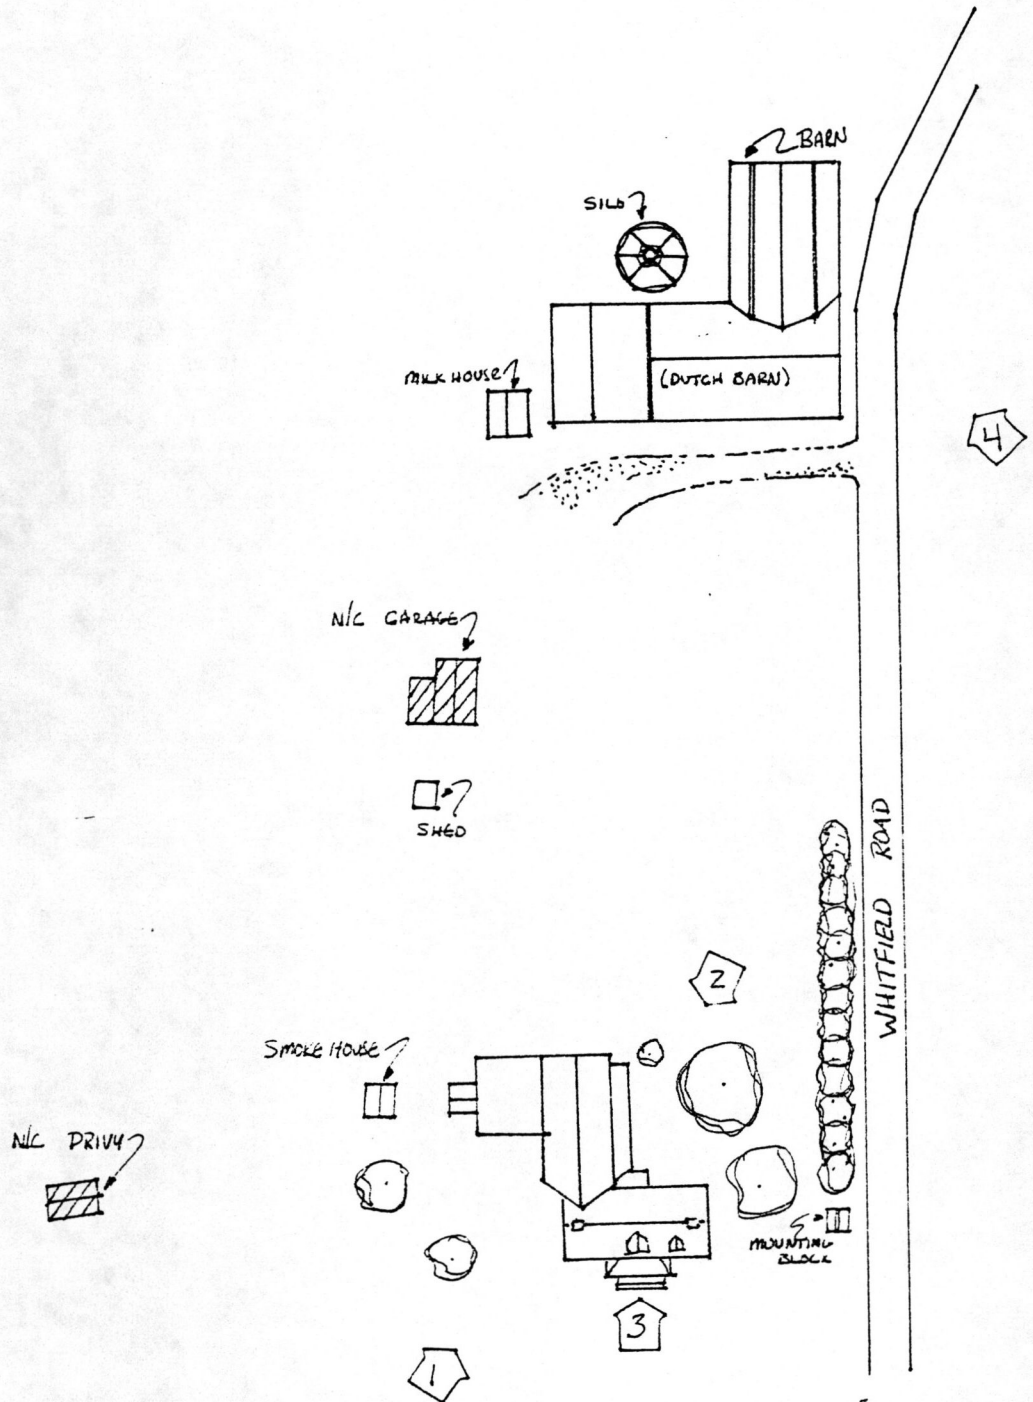 BARN
SILO
MILK HOUSE
(DUTCH BARN)
4
N/C GARAGE
SHED
WHITFIELD ROAD
2
SMOKE HOUSE
N/C PRIVY
MOUNTING
BLOCK
3
1